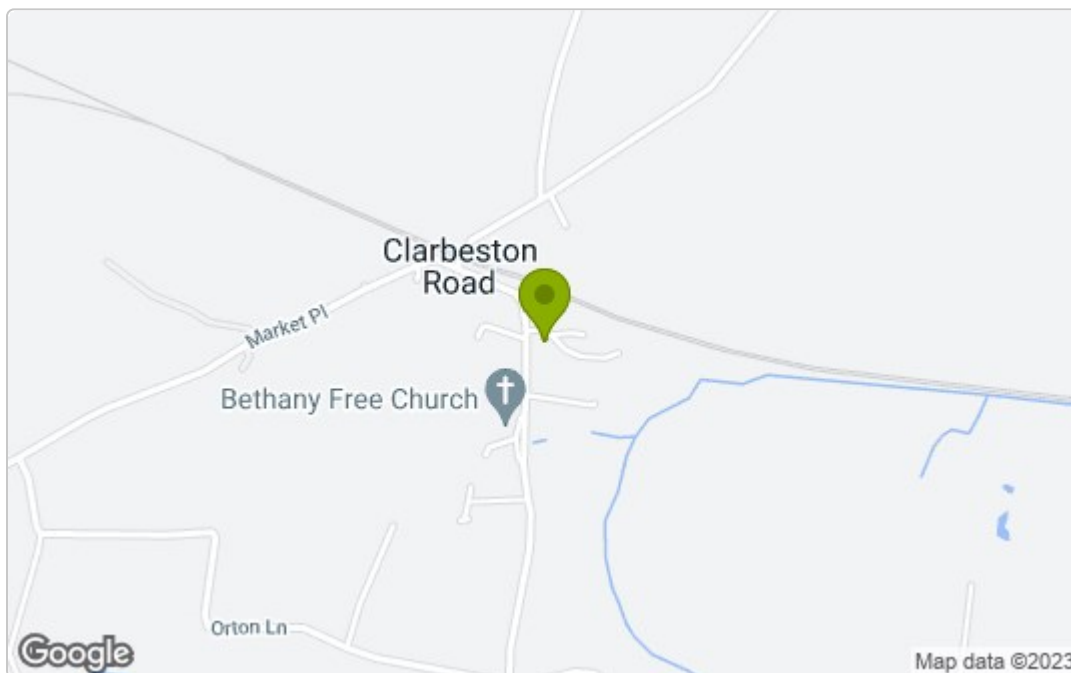 Clarbeston
Road
Market Pl
Bethany Free Church
Orton Ln
Google
Map data ©2023